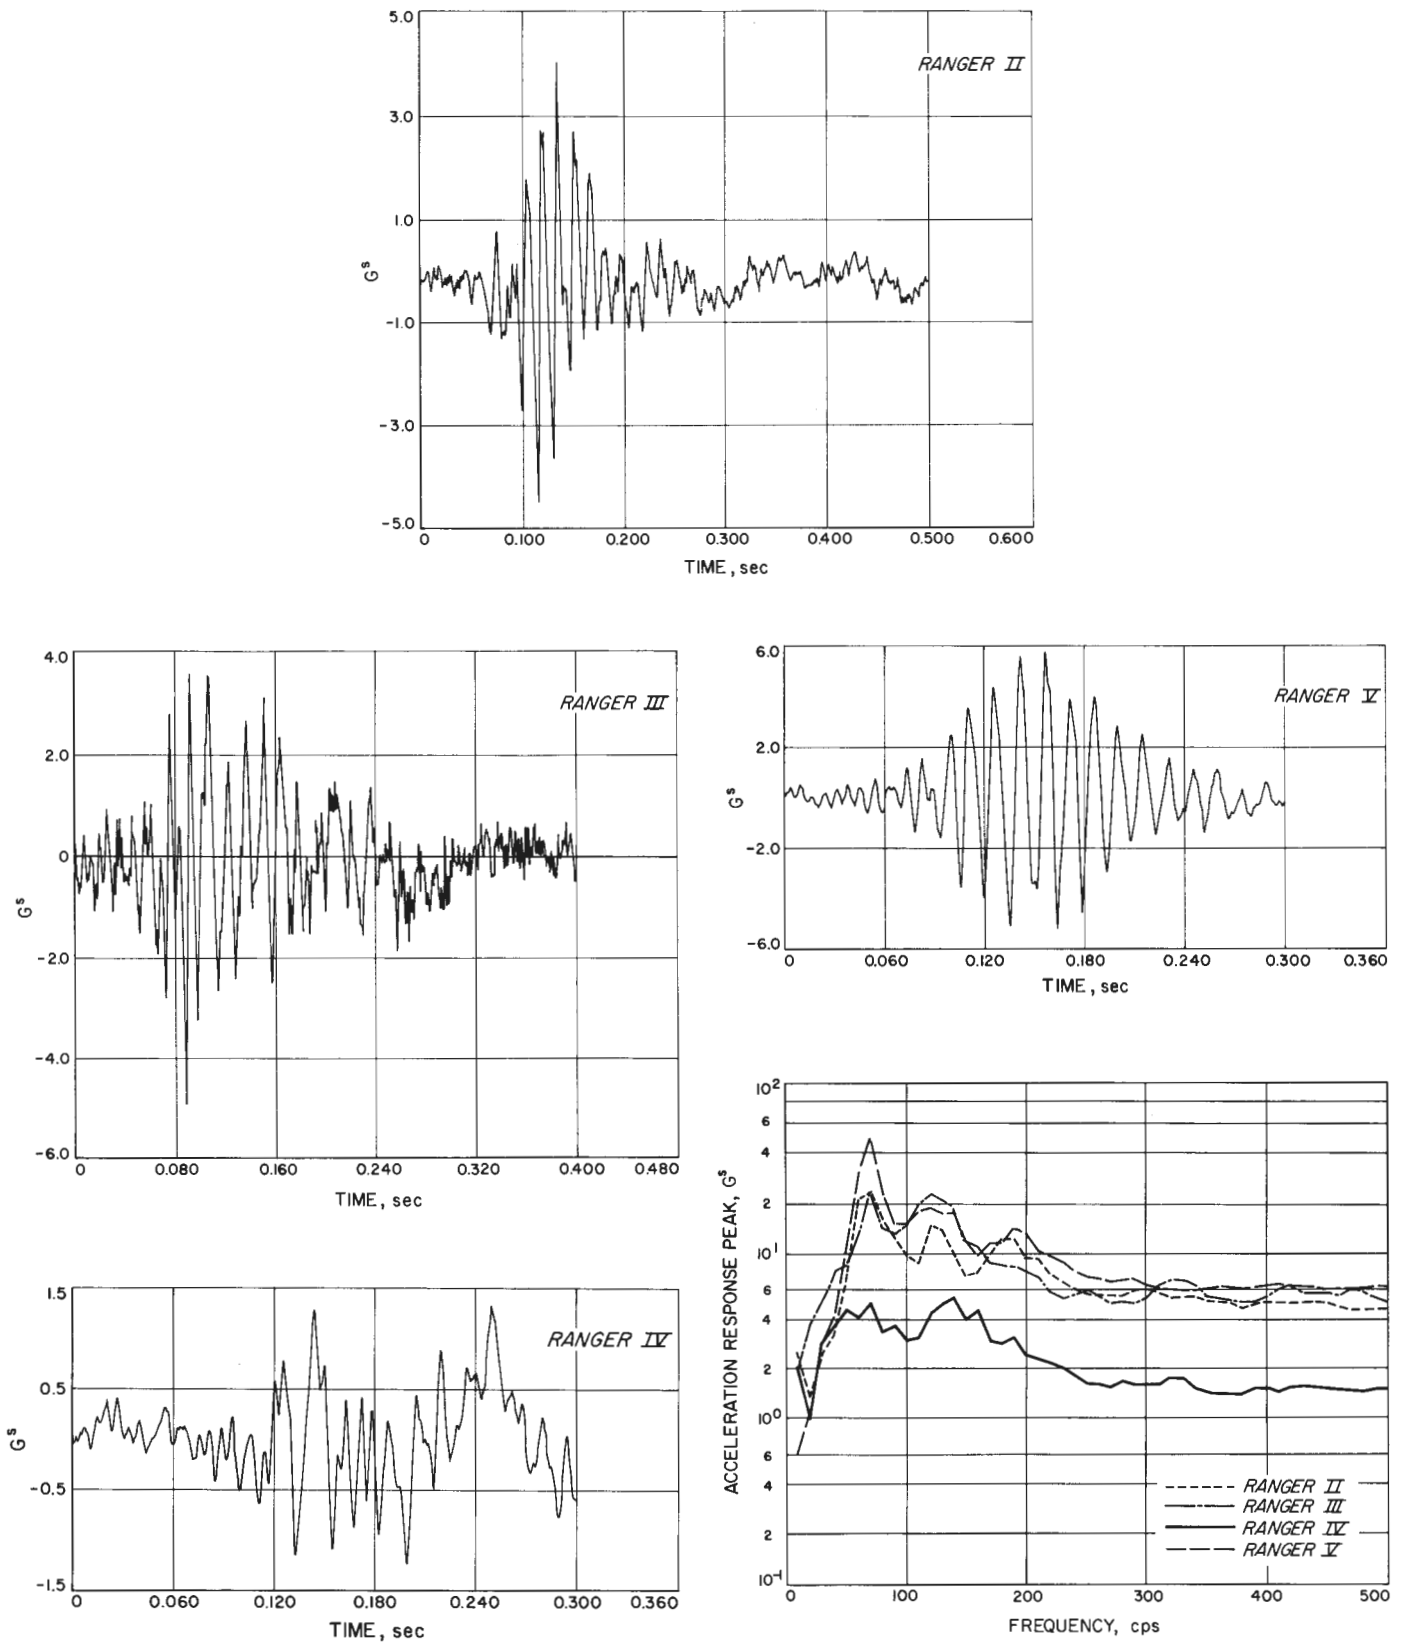 5.0
RANGER II
3.0
1.0
G's
-1.0
-3.0
-5.0
0 0.100 0.200 0.300 0.400 0.500 0.600
TIME, sec
4.0
RANGER III
2.0
0
G's
-2.0
-4.0
-6.0
0 0.080 0.160 0.240 0.320 0.400 0.480
TIME, sec
6.0
RANGER V
2.0
G's
-2.0
-6.0
0 0.060 0.120 0.180 0.240 0.300 0.360
TIME, sec
1.5
RANGER IV
0.5
G's
-0.5
-1.5
0 0.060 0.120 0.180 0.240 0.300 0.360
TIME, sec
10²
6
4
2
10¹
6
4
2
10⁰
6
4
2
10⁻¹
ACCELERATION RESPONSE PEAK, G's
RANGER II
RANGER III
RANGER IV
RANGER V
0 100 200 300 400 500
FREQUENCY, cps